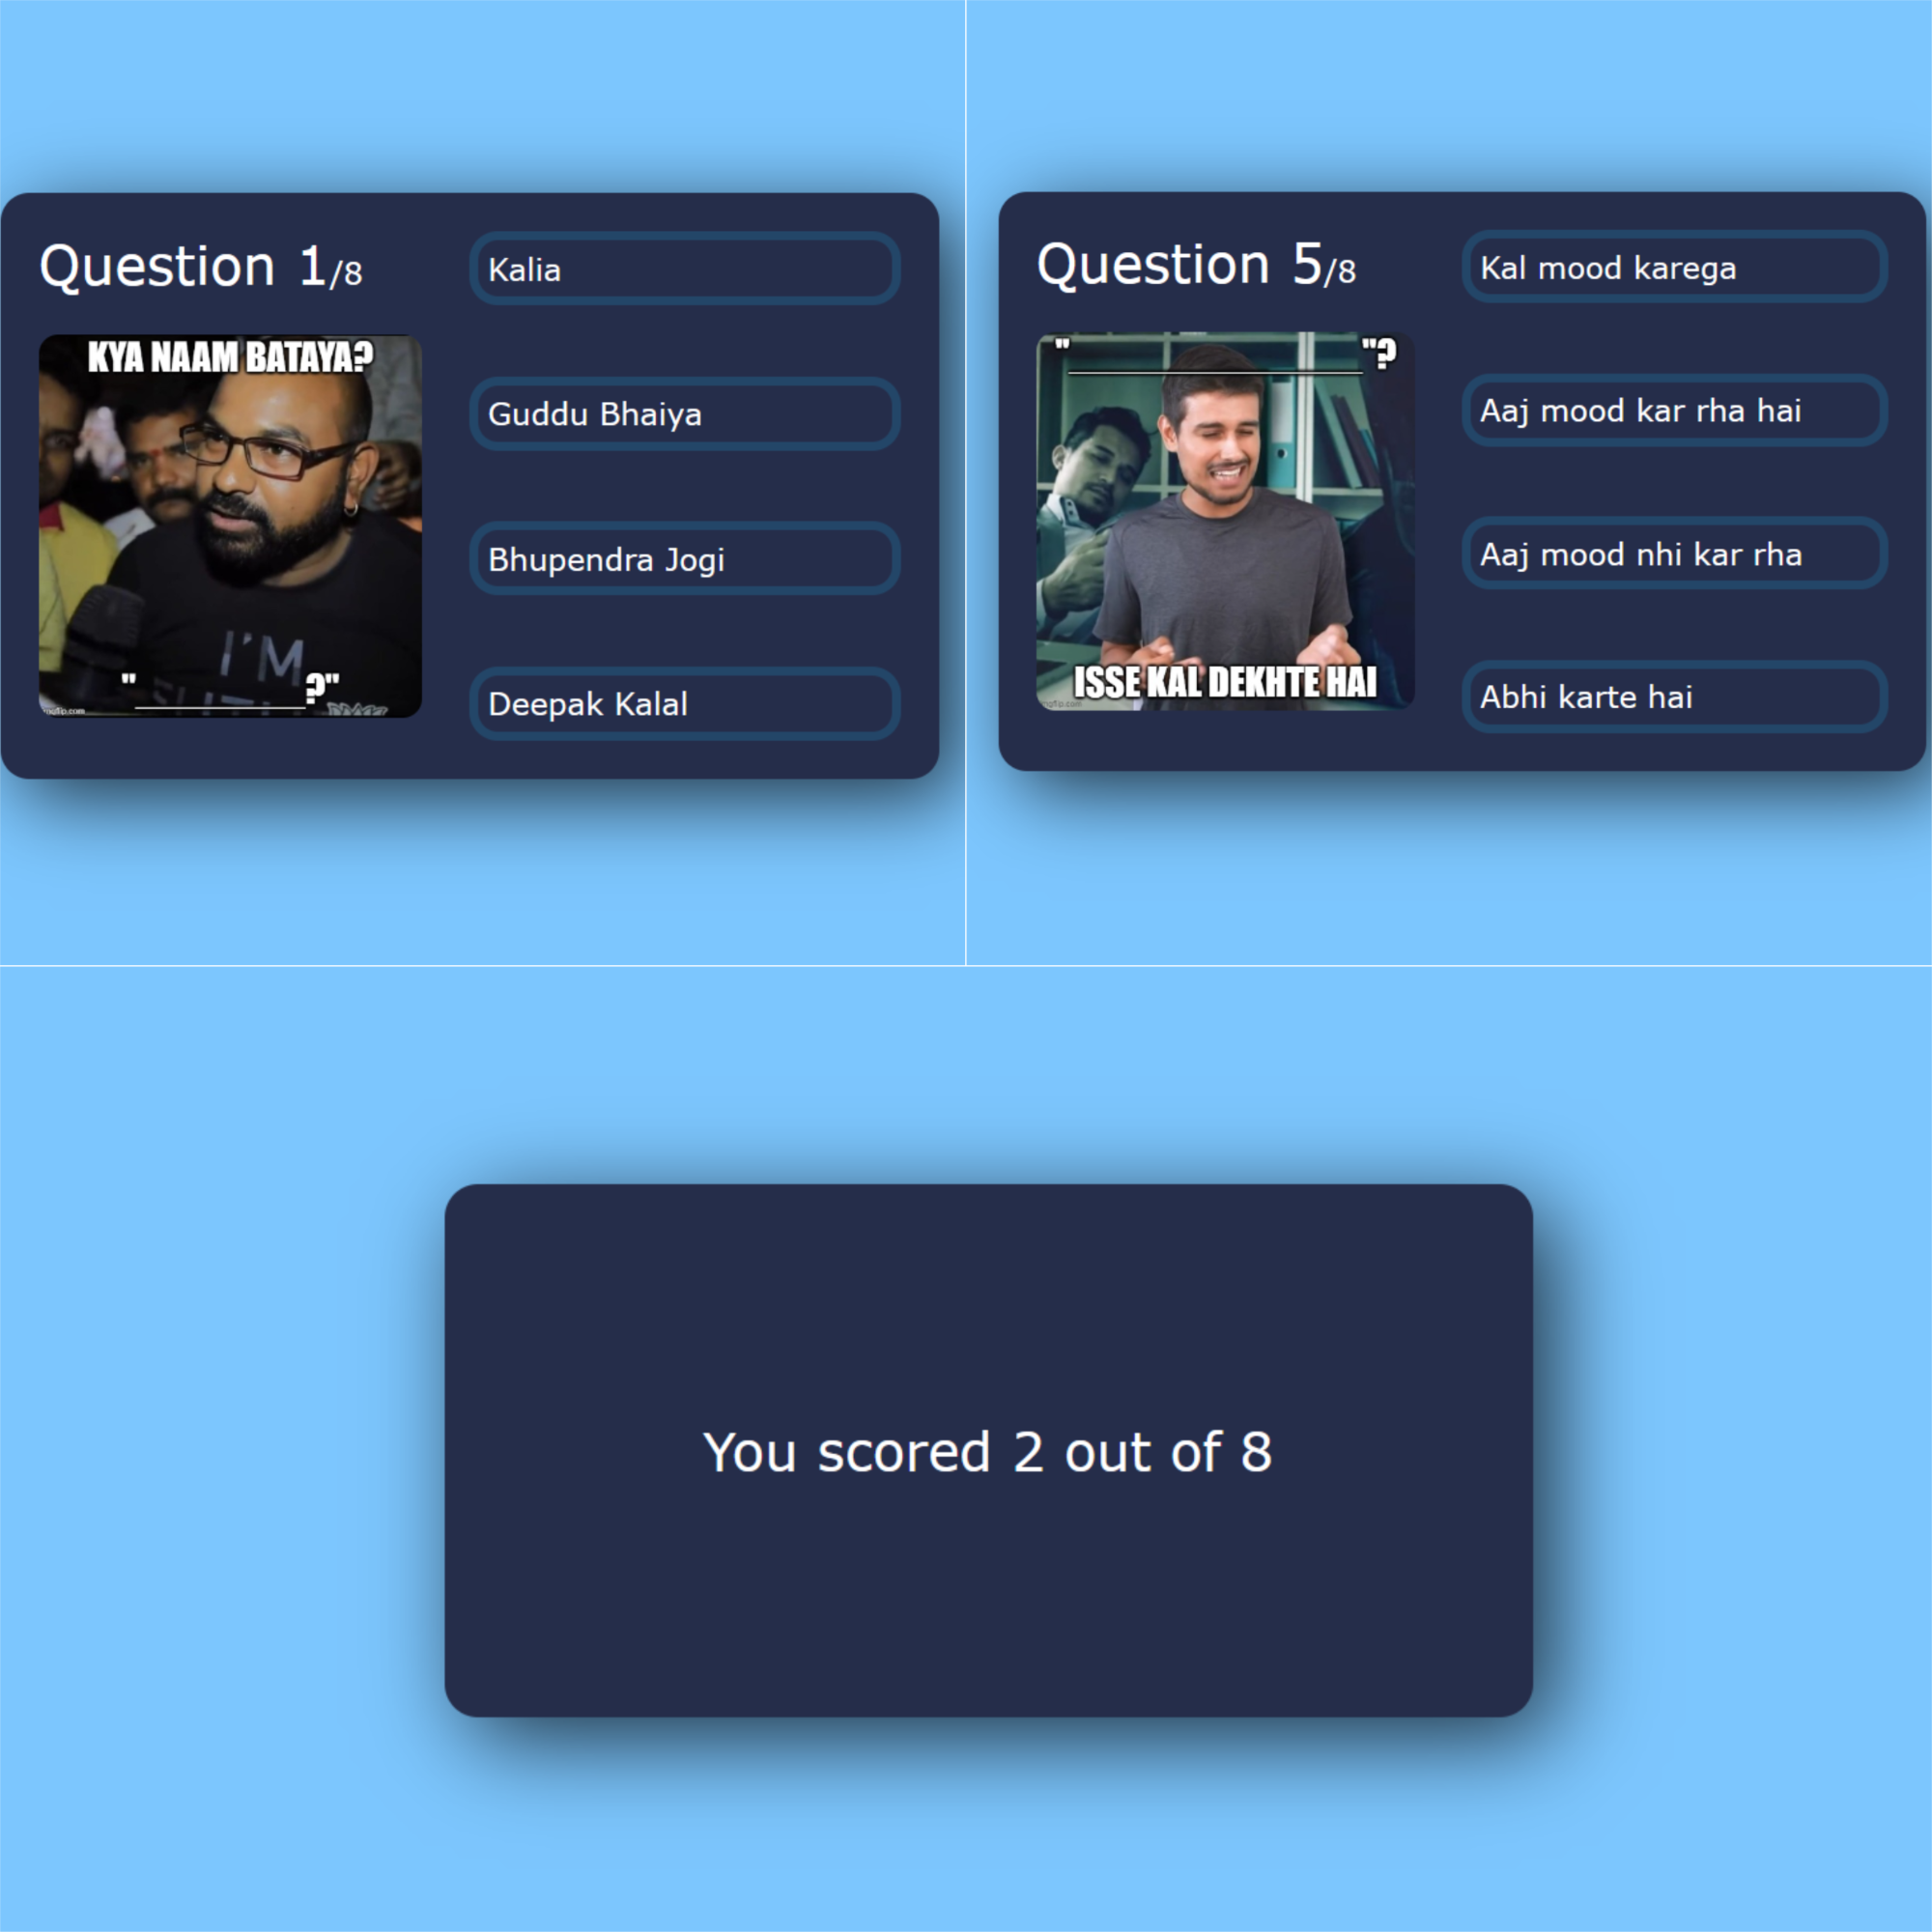 Question 1/8
KYA NAAM BATAYA?
I'M
"____________?"
imgflip.com
Kalia
Guddu Bhaiya
Bhupendra Jogi
Deepak Kalal
Question 5/8
"____________________"?
ISSE KAL DEKHTE HAI
imgflip.com
Kal mood karega
Aaj mood kar rha hai
Aaj mood nhi kar rha
Abhi karte hai
You scored 2 out of 8